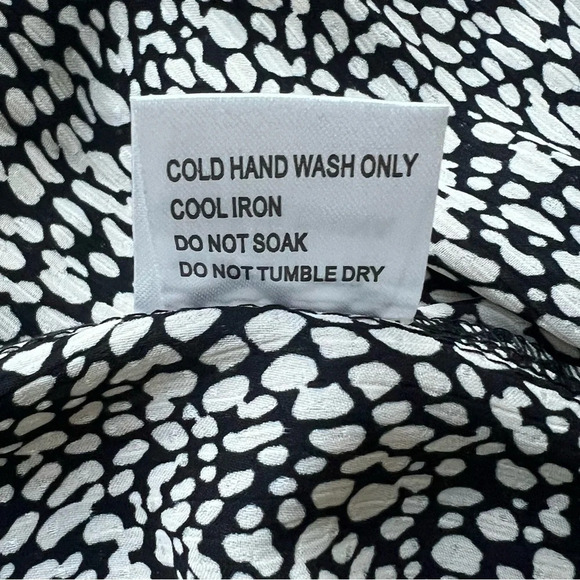 COLD HAND WASH ONLY
COOL IRON
DO NOT SOAK
DO NOT TUMBLE DRY